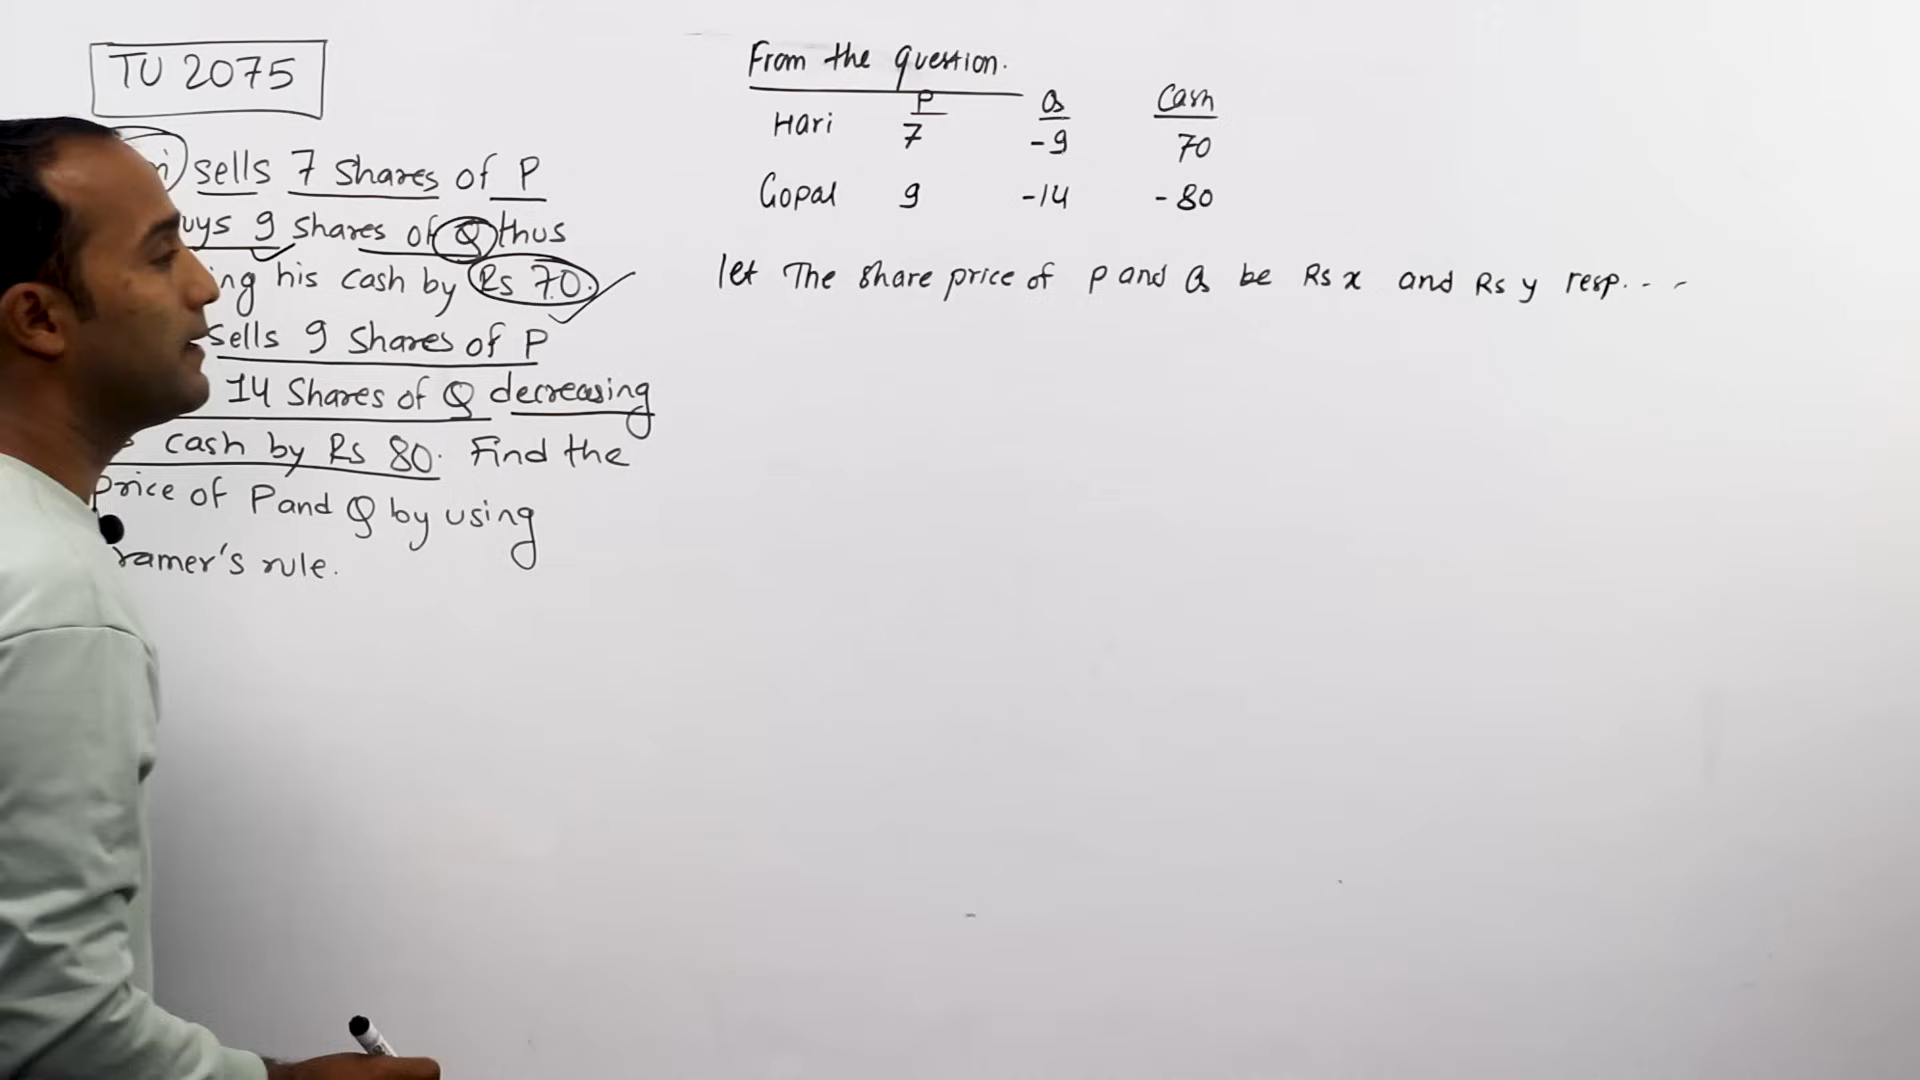 TU 2075
sells 7 shares of P
uys 9 shares of Q thus
ng his cash by Rs 70.
sells 9 shares of P
14 Shares of Q decreasing
cash by Rs 80. Find the
price of P and Q by using
ramer's rule.
From the question.
P Q Cash
Hari 7 -9 70
Gopal 9 -14 -80
let The share price of P and Q be Rs x and Rs y resp....